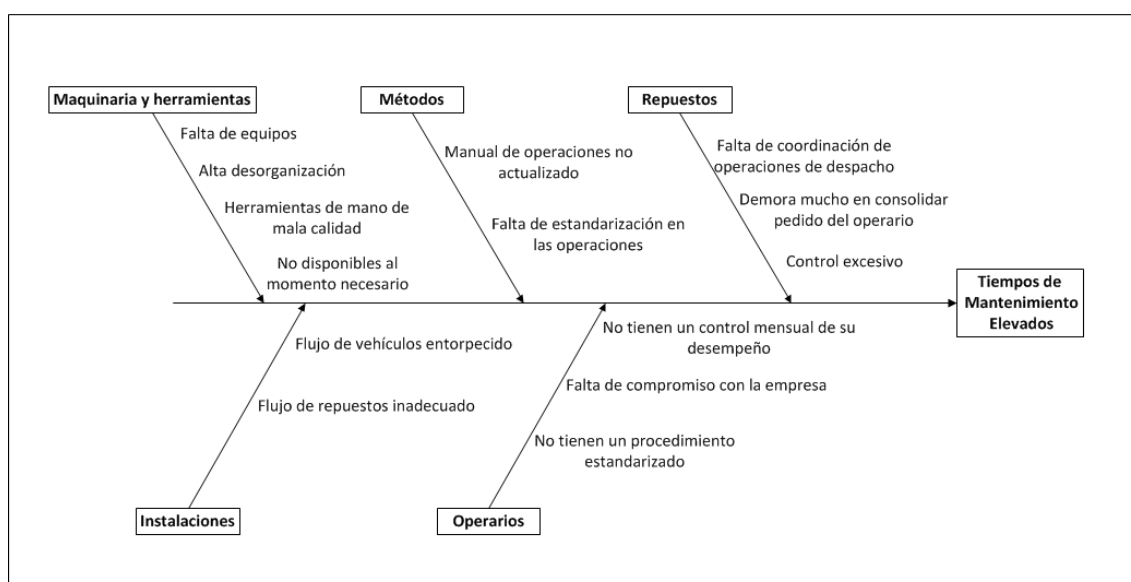 Maquinaria y herramientas
Falta de equipos
Alta desorganización
Herramientas de mano de
mala calidad
No disponibles al
momento necesario
Métodos
Manual de operaciones no
actualizado
Falta de estandarización en
las operaciones
Repuestos
Falta de coordinación de
operaciones de despacho
Demora mucho en consolidar
pedido del operario
Control excesivo
Tiempos de
Mantenimiento
Elevados
Flujo de vehículos entorpecido
Flujo de repuestos inadecuado
Instalaciones
No tienen un control mensual de su
desempeño
Falta de compromiso con la empresa
No tienen un procedimiento
estandarizado
Operarios